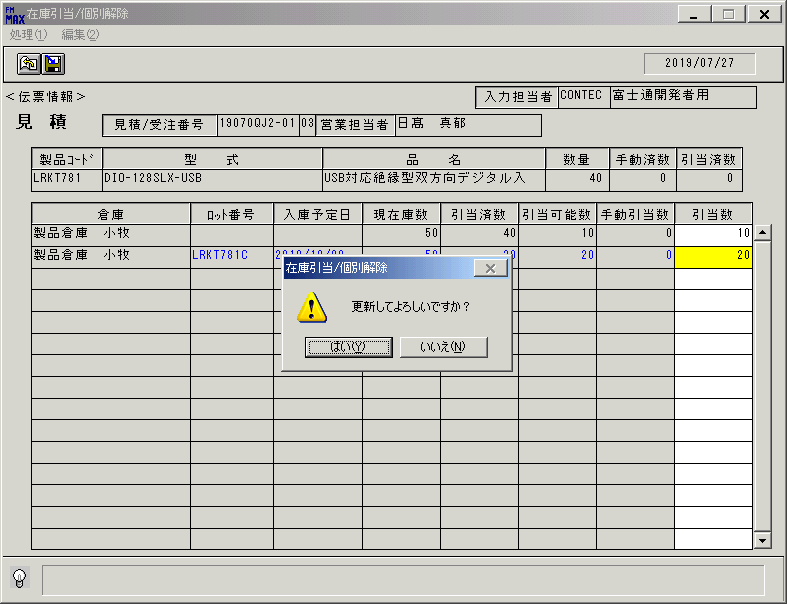 FM MAX 在庫引当/個別解除
処理(1) 編集(2)
2019/07/27
<伝票情報>
入力担当者 CONTEC 富士通開発者用
見 積 見積/受注番号 19070QJ2-01 03 営業担当者 日髙 真郁
製品コード 型 式 品 名 数量 手動済数 引当済数
LRKT781 DIO-128SLX-USB USB対応絶縁型双方向デジタル入 40 0 0
倉庫 ロット番号 入庫予定日 現在庫数 引当済数 引当可能数 手動引当数 引当数
製品倉庫 小牧 50 40 10 0 10
製品倉庫 小牧 LRKT781C 20 0 20
在庫引当/個別解除
更新してよろしいですか?
はい(Y) いいえ(N)